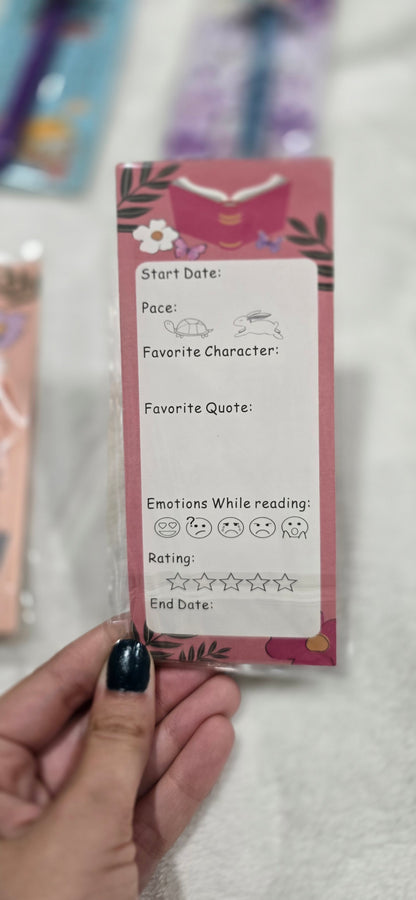 Start Date:
Pace:
Favorite Character:
Favorite Quote:
Emotions While reading:
Rating:
End Date: